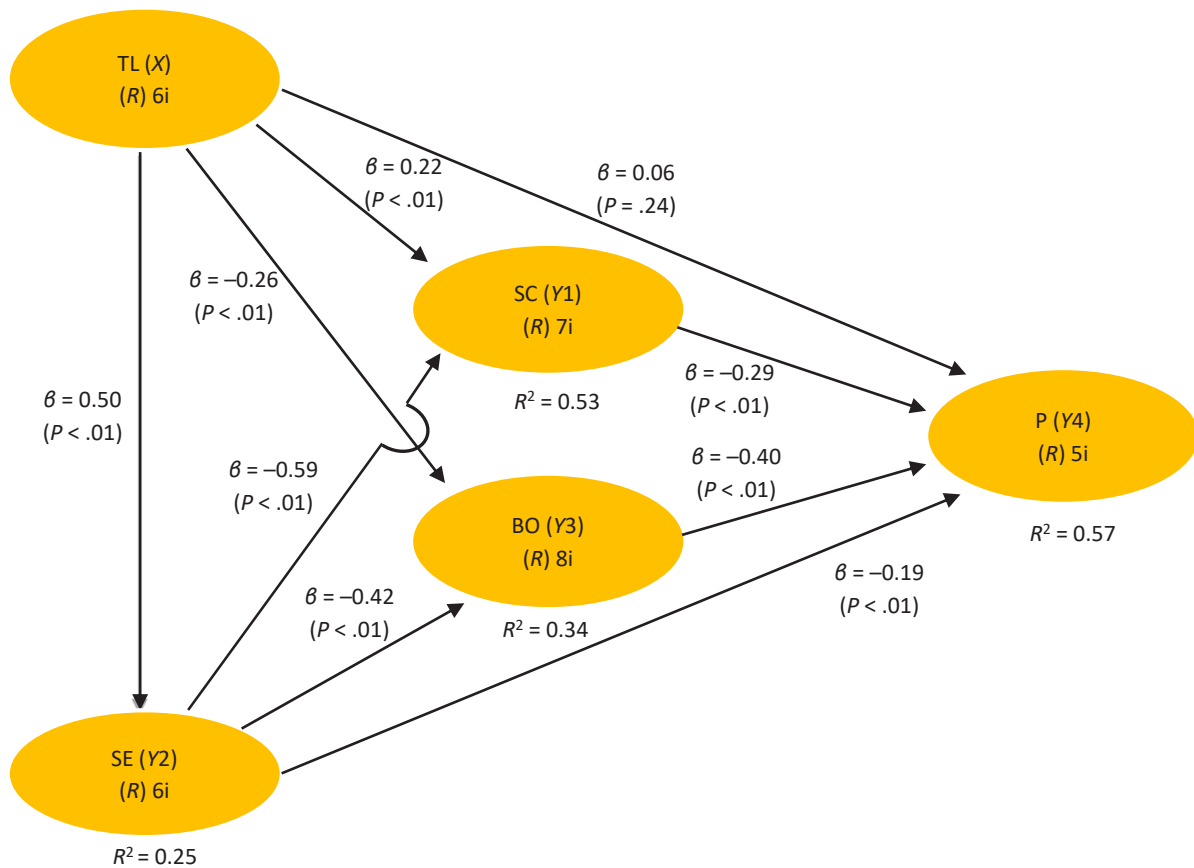 TL (X)
(R) 6i
β = 0.22
(P < .01)
β = 0.06
(P = .24)
β = –0.26
(P < .01)
SC (Y1)
(R) 7i
R² = 0.53
β = –0.29
(P < .01)
β = 0.50
(P < .01)
P (Y4)
(R) 5i
R² = 0.57
β = –0.59
(P < .01)
β = –0.40
(P < .01)
BO (Y3)
(R) 8i
R² = 0.34
β = –0.42
(P < .01)
β = –0.19
(P < .01)
SE (Y2)
(R) 6i
R² = 0.25